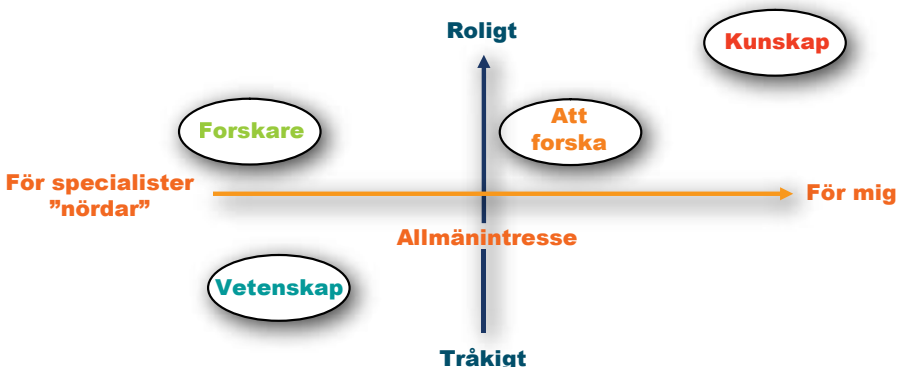 Roligt
Kunskap
Forskare
Att
forska
För specialister
”nördar”
För mig
Allmänintresse
Vetenskap
Tråkigt